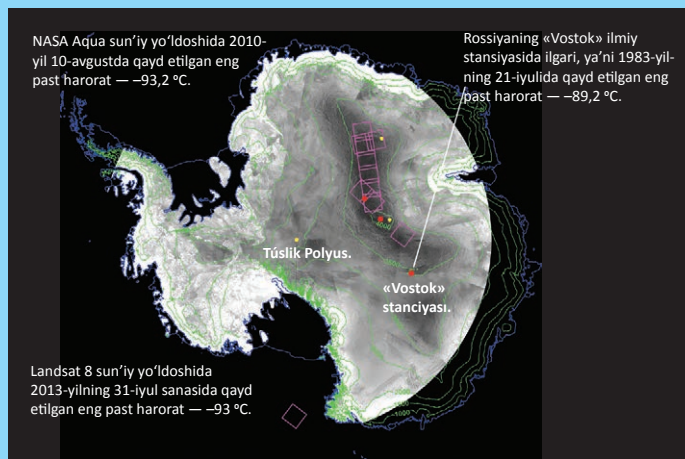 NASA Aqua sun’iy yo‘ldoshida 2010-
yil 10-avgustda qayd etilgan eng
past harorat — –93,2 ºC.
Rossiyaning «Vostok» ilmiy
stansiyasida ilgari, ya’ni 1983-yil-
ning 21-iyulida qayd etilgan eng
past harorat — –89,2 ºC.
Túslik Polyus.
«Vostok»
stanciyası.
Landsat 8 sun’iy yo‘ldoshida
2013-yilning 31-iyul sanasida qayd
etilgan eng past harorat — –93 ºC.